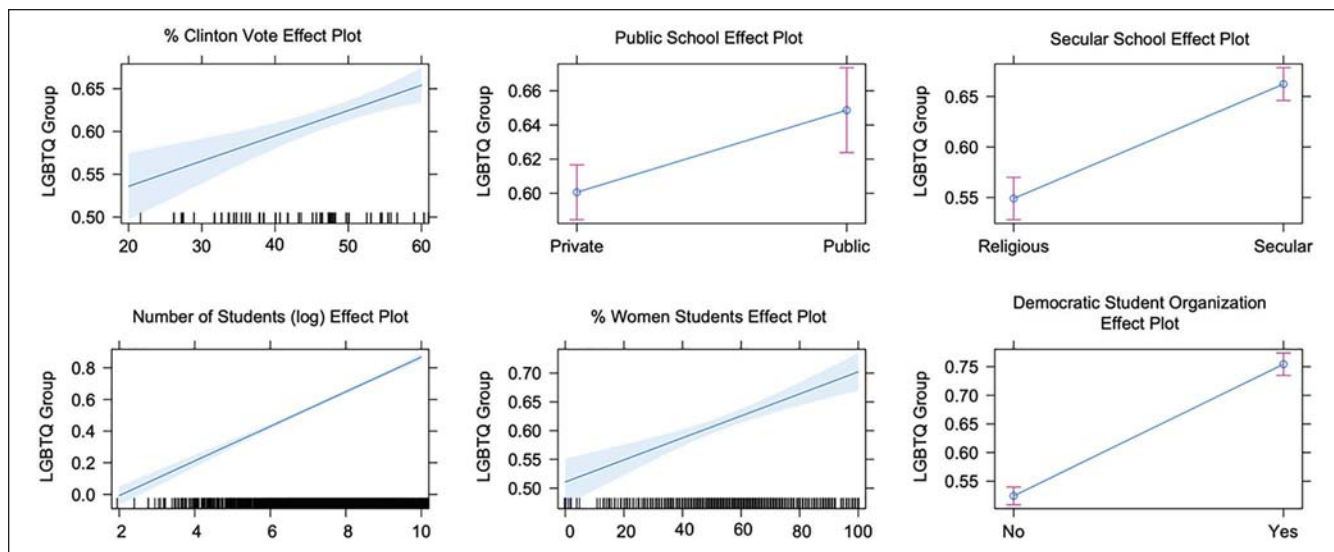 % Clinton Vote Effect Plot
LGBTQ Group
0.65
0.60
0.55
0.50
20 30 40 50 60
Public School Effect Plot
LGBTQ Group
0.66
0.64
0.62
0.60
Private Public
Secular School Effect Plot
LGBTQ Group
0.65
0.60
0.55
Religious Secular
Number of Students (log) Effect Plot
LGBTQ Group
0.8
0.6
0.4
0.2
0.0
2 4 6 8 10
% Women Students Effect Plot
LGBTQ Group
0.70
0.65
0.60
0.55
0.50
0 20 40 60 80 100
Democratic Student Organization
Effect Plot
LGBTQ Group
0.75
0.70
0.65
0.60
0.55
No Yes